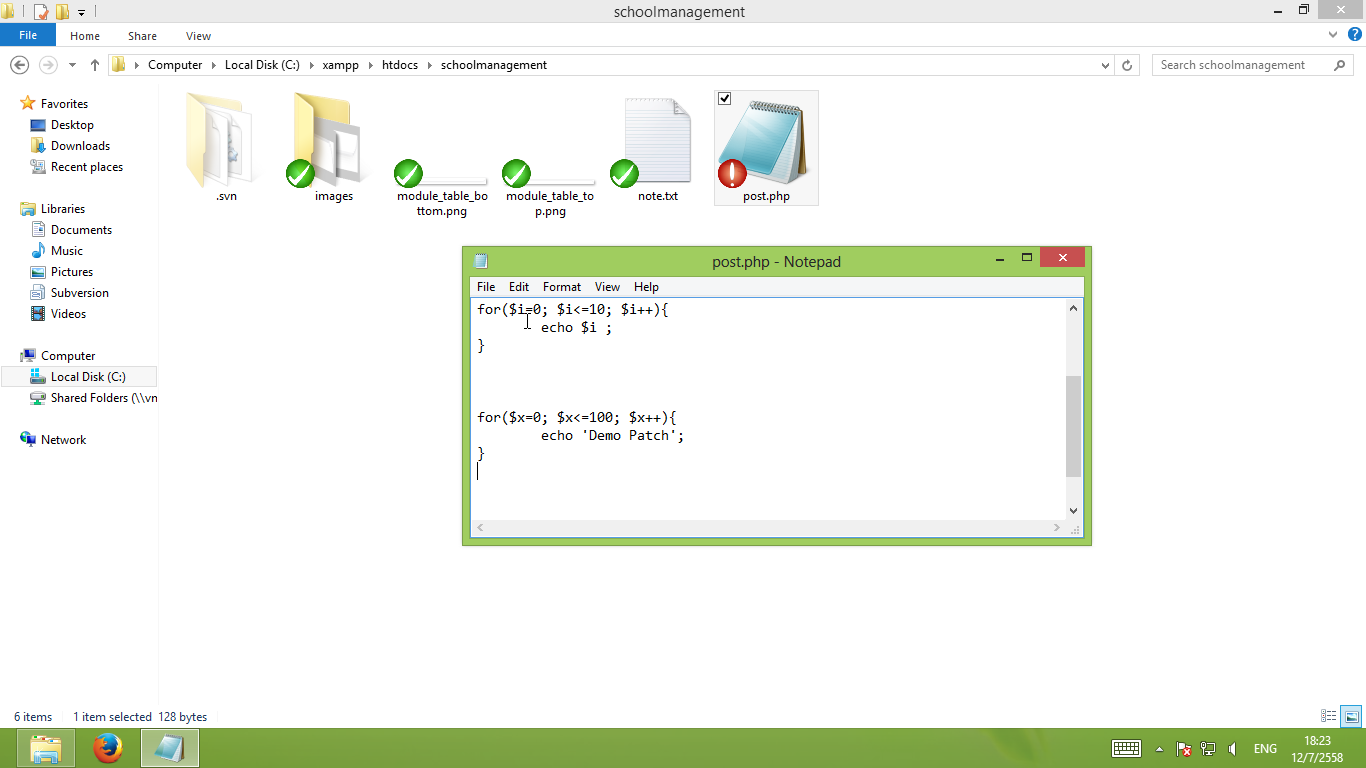 schoolmanagement
File Home Share View
Computer Local Disk (C:) xampp htdocs schoolmanagement
Search schoolmanagement
Favorites
Desktop
Downloads
Recent places
Libraries
Documents
Music
Pictures
Subversion
Videos
Computer
Local Disk (C:)
Shared Folders (\\vn
Network
.svn
images
module_table_bo
ttom.png
module_table_to
p.png
note.txt
post.php
post.php - Notepad
File Edit Format View Help
for($i=0; $i<=10; $i++){
echo $i ;
}
for($x=0; $x<=100; $x++){
echo 'Demo Patch';
}
6 items 1 item selected 128 bytes
ENG
18:23
12/7/2558